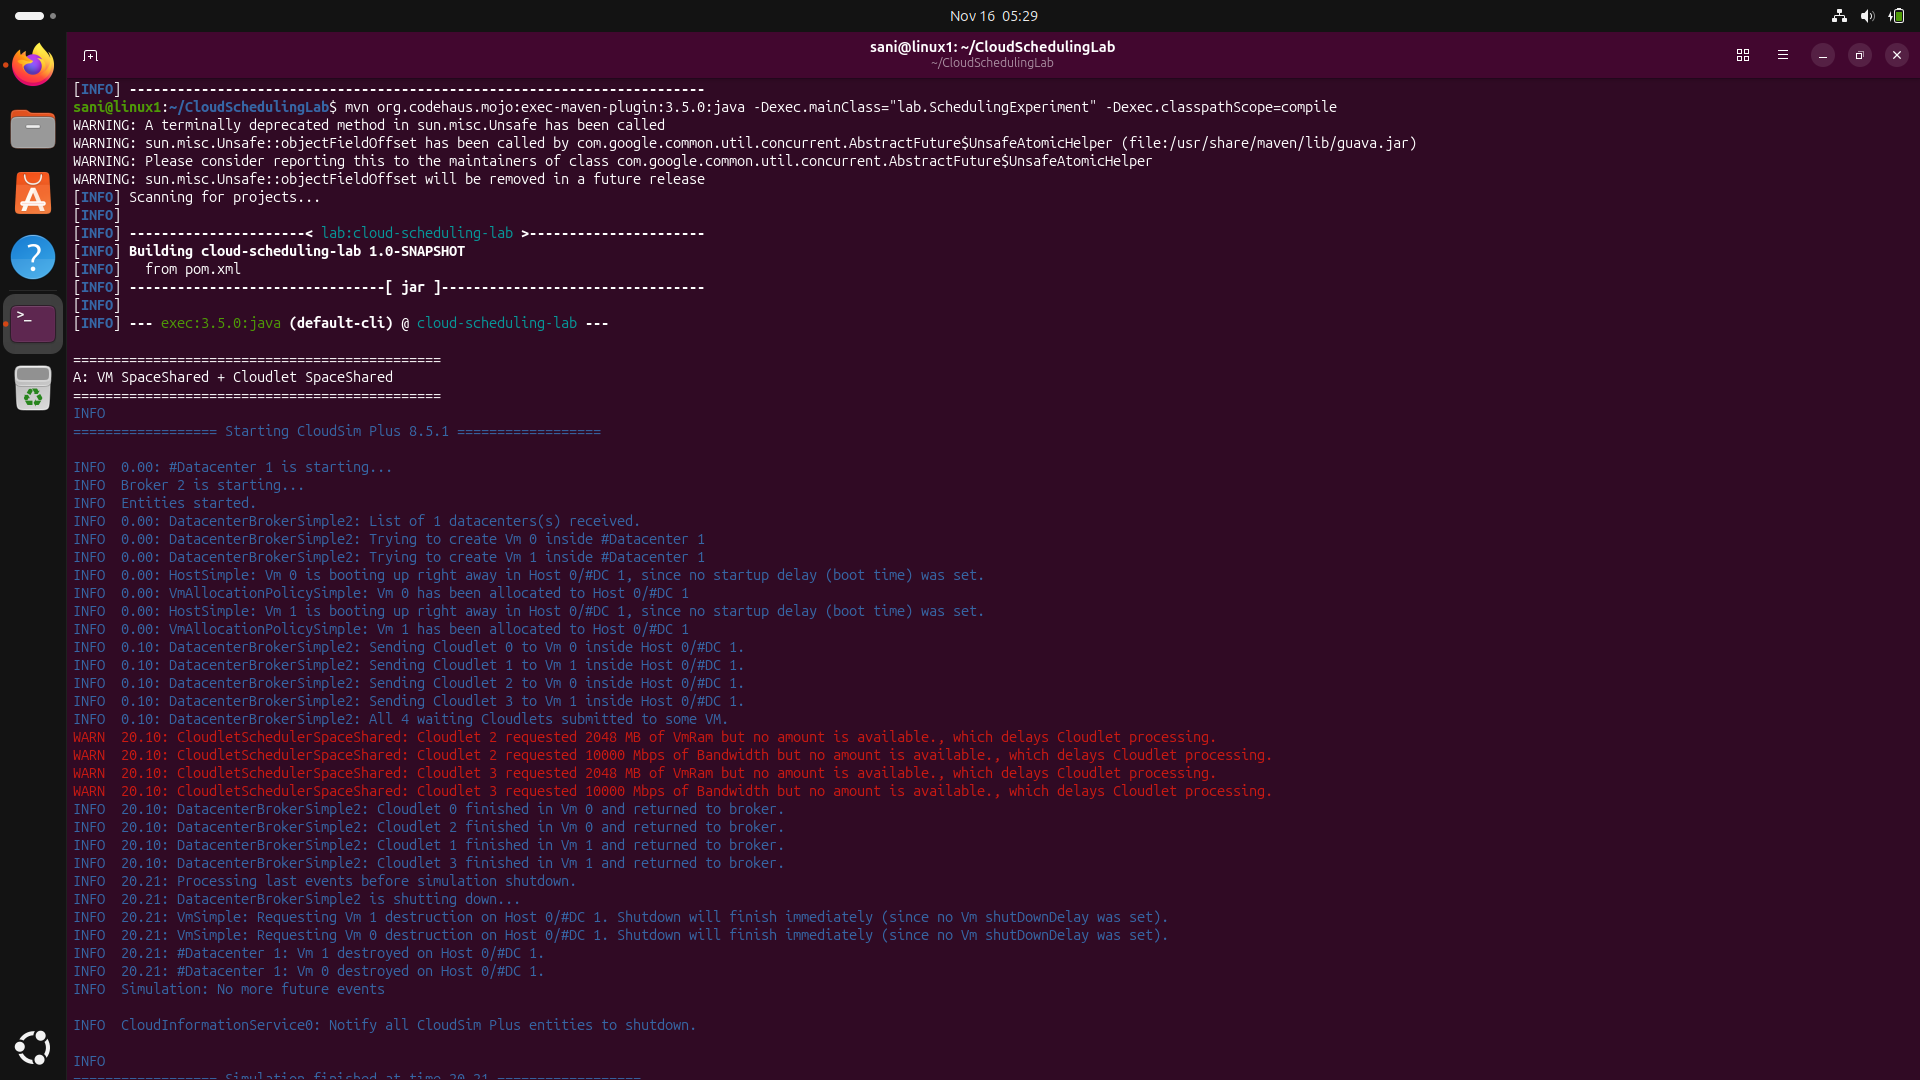 Nov 16 05:29
sani@linux1: ~/CloudSchedulingLab
~/CloudSchedulingLab
[INFO] ------------------------------------------------------------------------
sani@linux1:~/CloudSchedulingLab$ mvn org.codehaus.mojo:exec-maven-plugin:3.5.0:java -Dexec.mainClass="lab.SchedulingExperiment" -Dexec.classpathScope=compile
WARNING: A terminally deprecated method in sun.misc.Unsafe has been called
WARNING: sun.misc.Unsafe::objectFieldOffset has been called by com.google.common.util.concurrent.AbstractFuture$UnsafeAtomicHelper (file:/usr/share/maven/lib/guava.jar)
WARNING: Please consider reporting this to the maintainers of class com.google.common.util.concurrent.AbstractFuture$UnsafeAtomicHelper
WARNING: sun.misc.Unsafe::objectFieldOffset will be removed in a future release
[INFO] Scanning for projects...
[INFO]
[INFO] -----------------------< lab:cloud-scheduling-lab >----------------------
[INFO] Building cloud-scheduling-lab 1.0-SNAPSHOT
[INFO]   from pom.xml
[INFO] --------------------------------[ jar ]---------------------------------
[INFO]
[INFO] --- exec:3.5.0:java (default-cli) @ cloud-scheduling-lab ---
==============================================
A: VM SpaceShared + Cloudlet SpaceShared
==============================================
INFO
================== Starting CloudSim Plus 8.5.1 ==================
INFO  0.00: #Datacenter 1 is starting...
INFO  Broker 2 is starting...
INFO  Entities started.
INFO  0.00: DatacenterBrokerSimple2: List of 1 datacenters(s) received.
INFO  0.00: DatacenterBrokerSimple2: Trying to create Vm 0 inside #Datacenter 1
INFO  0.00: DatacenterBrokerSimple2: Trying to create Vm 1 inside #Datacenter 1
INFO  0.00: HostSimple: Vm 0 is booting up right away in Host 0/#DC 1, since no startup delay (boot time) was set.
INFO  0.00: VmAllocationPolicySimple: Vm 0 has been allocated to Host 0/#DC 1
INFO  0.00: HostSimple: Vm 1 is booting up right away in Host 0/#DC 1, since no startup delay (boot time) was set.
INFO  0.00: VmAllocationPolicySimple: Vm 1 has been allocated to Host 0/#DC 1
INFO  0.10: DatacenterBrokerSimple2: Sending Cloudlet 0 to Vm 0 inside Host 0/#DC 1.
INFO  0.10: DatacenterBrokerSimple2: Sending Cloudlet 1 to Vm 1 inside Host 0/#DC 1.
INFO  0.10: DatacenterBrokerSimple2: Sending Cloudlet 2 to Vm 0 inside Host 0/#DC 1.
INFO  0.10: DatacenterBrokerSimple2: Sending Cloudlet 3 to Vm 1 inside Host 0/#DC 1.
INFO  0.10: DatacenterBrokerSimple2: All 4 waiting Cloudlets submitted to some VM.
WARN  20.10: CloudletSchedulerSpaceShared: Cloudlet 2 requested 2048 MB of VmRam but no amount is available., which delays Cloudlet processing.
WARN  20.10: CloudletSchedulerSpaceShared: Cloudlet 2 requested 10000 Mbps of Bandwidth but no amount is available., which delays Cloudlet processing.
WARN  20.10: CloudletSchedulerSpaceShared: Cloudlet 3 requested 2048 MB of VmRam but no amount is available., which delays Cloudlet processing.
WARN  20.10: CloudletSchedulerSpaceShared: Cloudlet 3 requested 10000 Mbps of Bandwidth but no amount is available., which delays Cloudlet processing.
INFO  20.10: DatacenterBrokerSimple2: Cloudlet 0 finished in Vm 0 and returned to broker.
INFO  20.10: DatacenterBrokerSimple2: Cloudlet 2 finished in Vm 0 and returned to broker.
INFO  20.10: DatacenterBrokerSimple2: Cloudlet 1 finished in Vm 1 and returned to broker.
INFO  20.10: DatacenterBrokerSimple2: Cloudlet 3 finished in Vm 1 and returned to broker.
INFO  20.21: Processing last events before simulation shutdown.
INFO  20.21: DatacenterBrokerSimple2 is shutting down...
INFO  20.21: VmSimple: Requesting Vm 1 destruction on Host 0/#DC 1. Shutdown will finish immediately (since no Vm shutDownDelay was set).
INFO  20.21: VmSimple: Requesting Vm 0 destruction on Host 0/#DC 1. Shutdown will finish immediately (since no Vm shutDownDelay was set).
INFO  20.21: #Datacenter 1: Vm 1 destroyed on Host 0/#DC 1.
INFO  20.21: #Datacenter 1: Vm 0 destroyed on Host 0/#DC 1.
INFO  Simulation: No more future events
INFO  CloudInformationService0: Notify all CloudSim Plus entities to shutdown.
INFO
================== Simulation finished at time 20.21 ==================